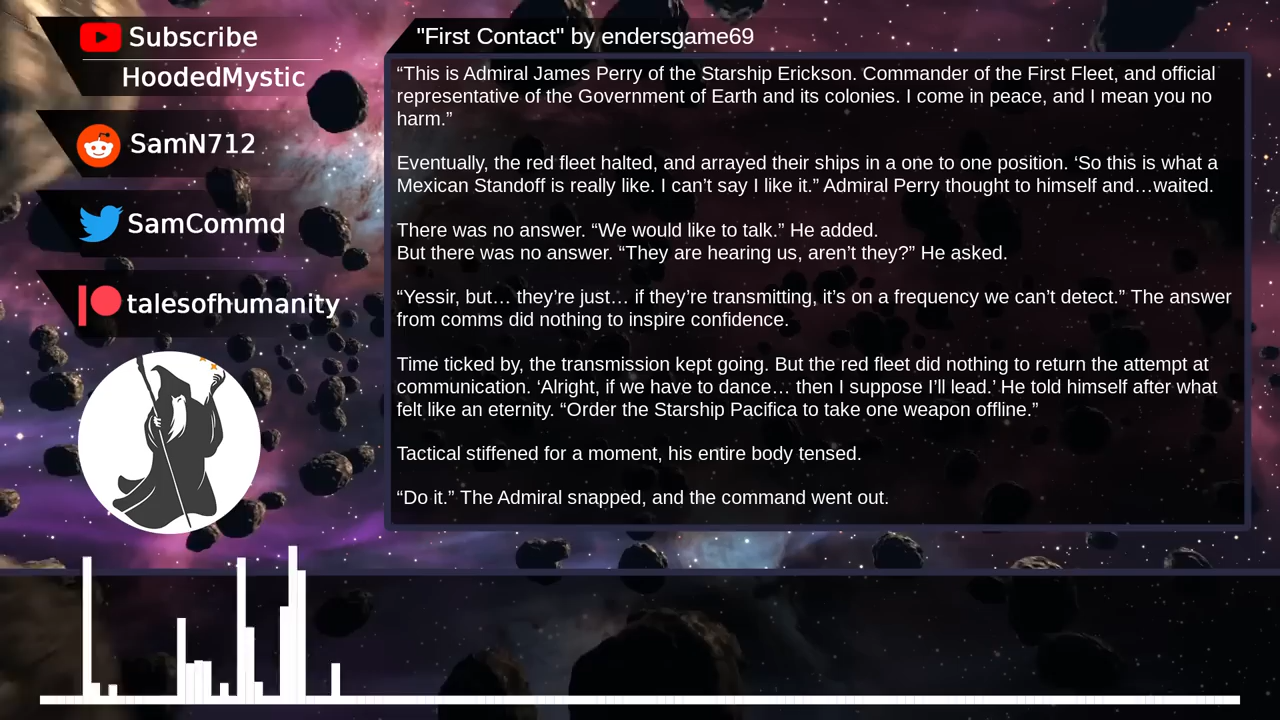 Subscribe
HoodedMystic
SamN712
SamCommd
talesofhumanity
"First Contact" by endersgame69
“This is Admiral James Perry of the Starship Erickson. Commander of the First Fleet, and official
representative of the Government of Earth and its colonies. I come in peace, and I mean you no
harm.”
Eventually, the red fleet halted, and arrayed their ships in a one to one position. ‘So this is what a
Mexican Standoff is really like. I can’t say I like it.” Admiral Perry thought to himself and…waited.
There was no answer. “We would like to talk.” He added.
But there was no answer. “They are hearing us, aren’t they?” He asked.
“Yessir, but… they’re just… if they’re transmitting, it’s on a frequency we can’t detect.” The answer
from comms did nothing to inspire confidence.
Time ticked by, the transmission kept going. But the red fleet did nothing to return the attempt at
communication. ‘Alright, if we have to dance… then I suppose I’ll lead.’ He told himself after what
felt like an eternity. “Order the Starship Pacifica to take one weapon offline.”
Tactical stiffened for a moment, his entire body tensed.
“Do it.” The Admiral snapped, and the command went out.